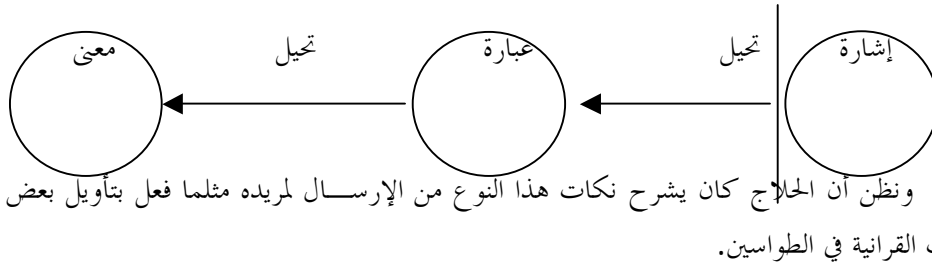 إشارة تحيل عبارة تحيل معنى
ونظن أن الحلاج كان يشرح نكات هذا النوع من الإرســـال لمريده مثلما فعل بتأويل بعض
القرانية في الطواسين.